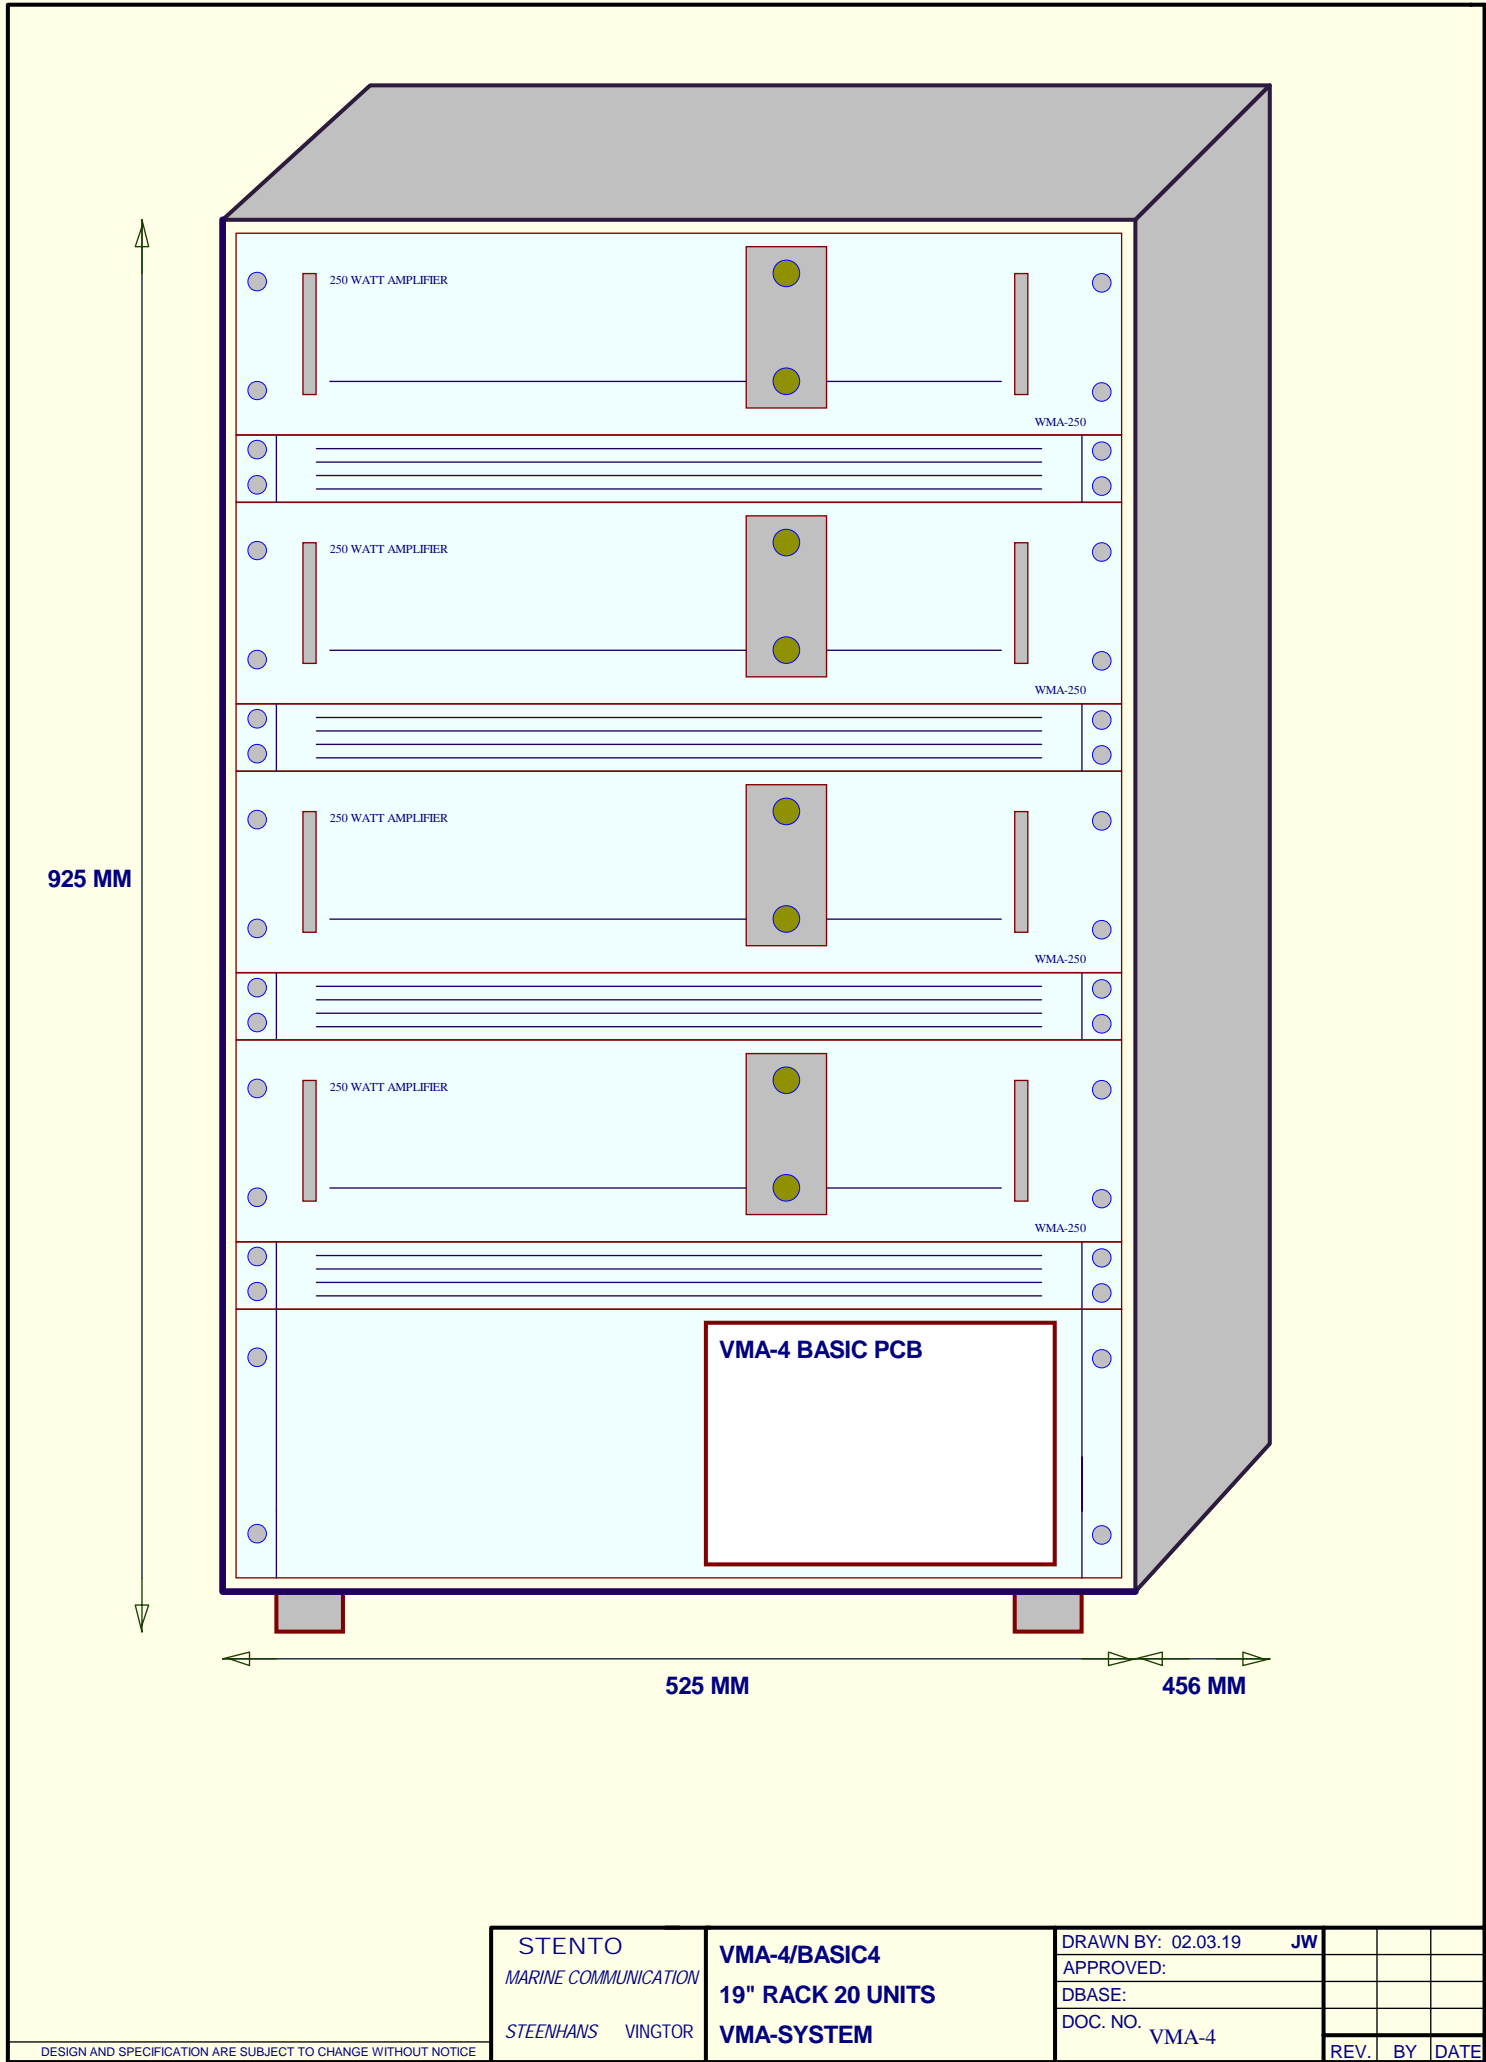 250 WATT AMPLIFIER
WMA-250
250 WATT AMPLIFIER
WMA-250
250 WATT AMPLIFIER
925 MM
WMA-250
250 WATT AMPLIFIER
WMA-250
VMA-4 BASIC PCB
525 MM
456 MM
STENTO
MARINE COMMUNICATION
STEENHANS VINGTOR
VMA-4/BASIC4
19" RACK 20 UNITS
VMA-SYSTEM
DRAWN BY: 02.03.19 JW
APPROVED:
DBASE:
DOC. NO. VMA-4
REV. BY DATE
DESIGN AND SPECIFICATION ARE SUBJECT TO CHANGE WITHOUT NOTICE